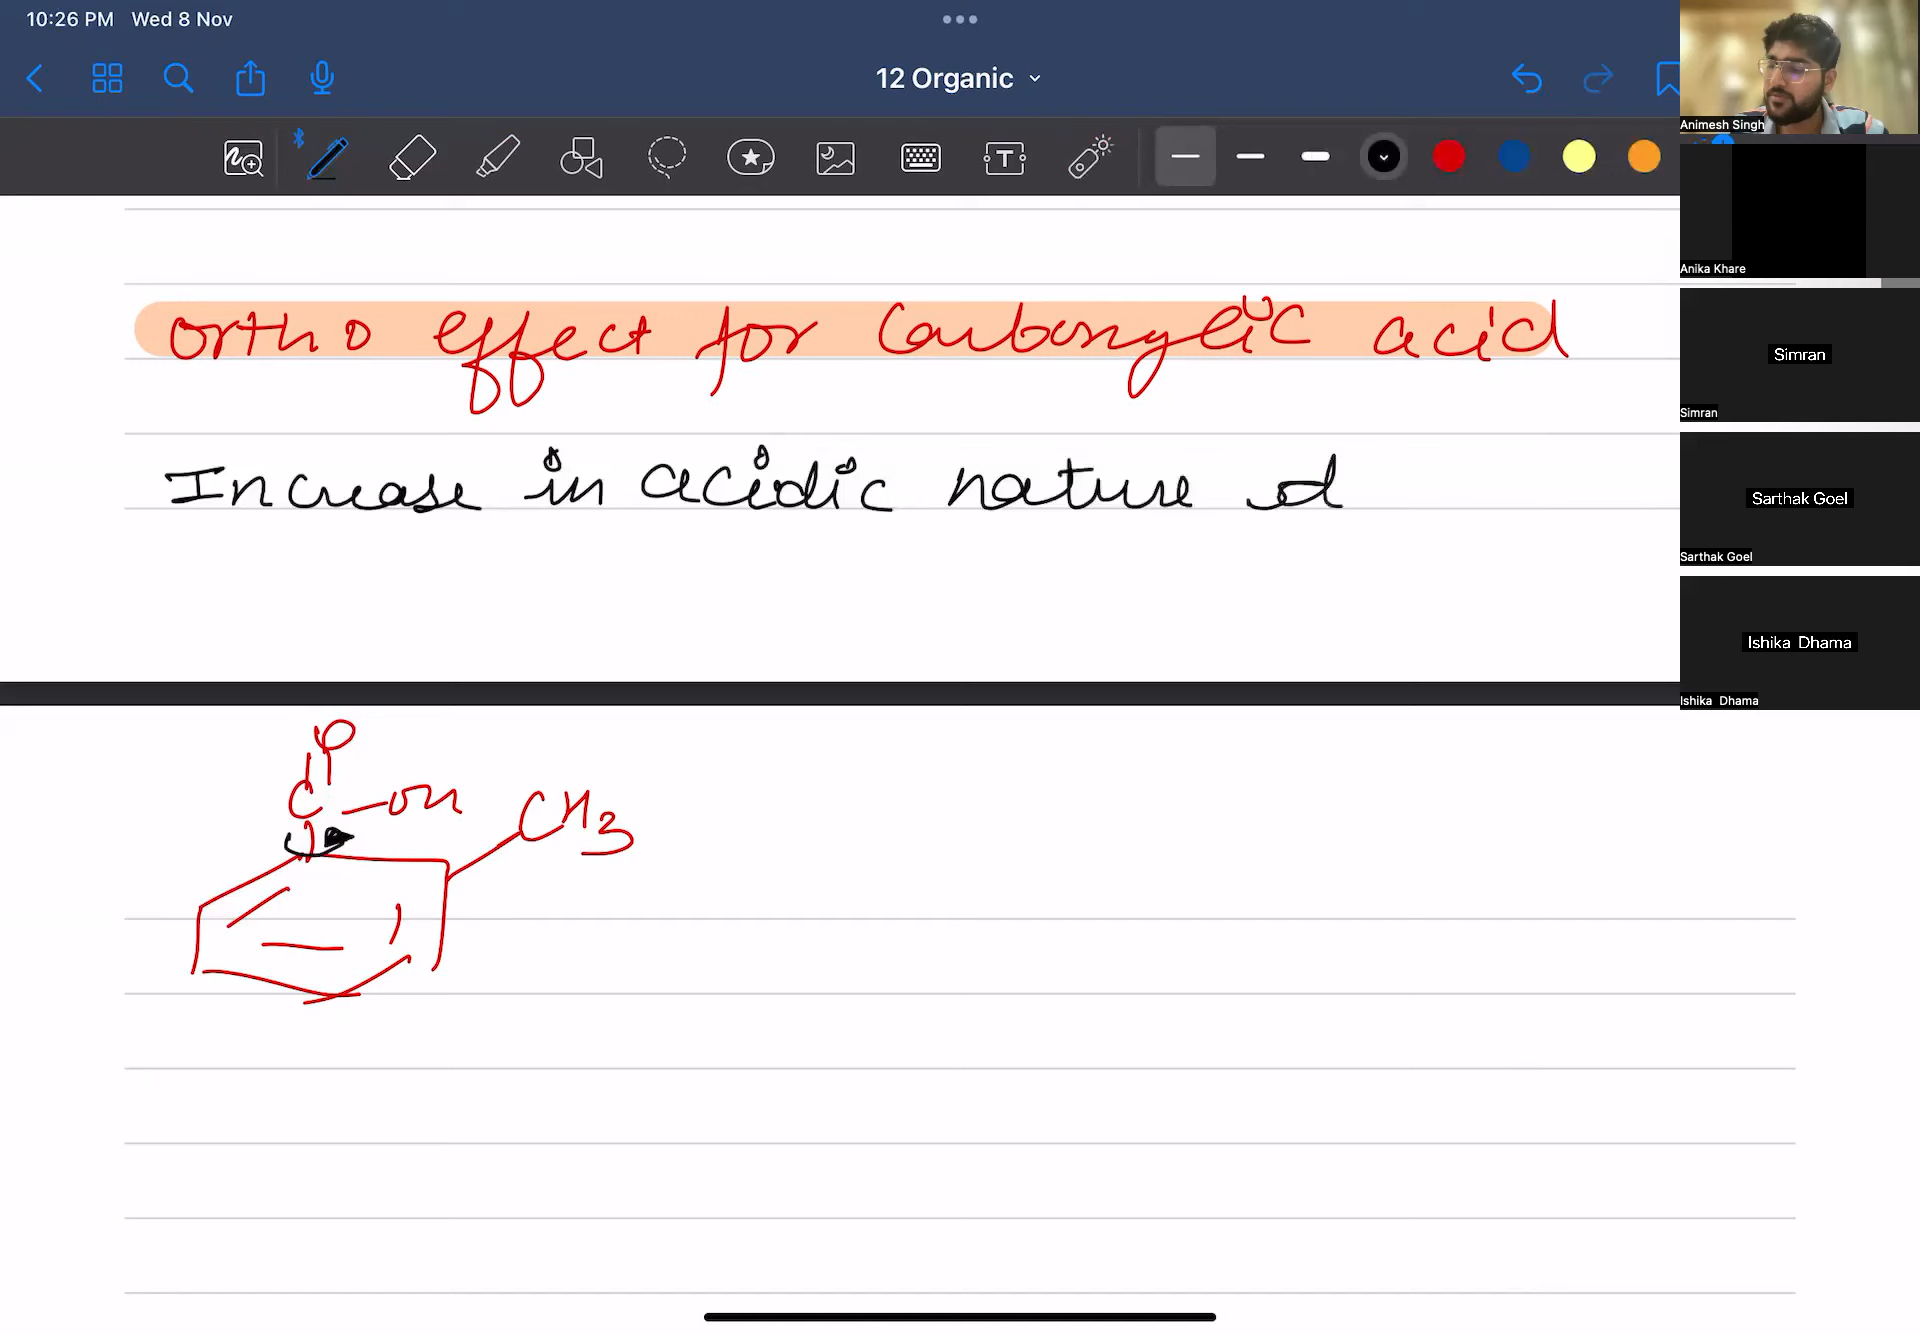 10:26 PM Wed 8 Nov
12 Organic
T
Animesh Singh
Anika Khare
ortho effect for Carboxylic acid
Simran
Simran
Increase in acidic nature of
Sarthak Goel
Sarthak Goel
Ishika Dhama
Ishika Dhama
O
C-OH
CH3